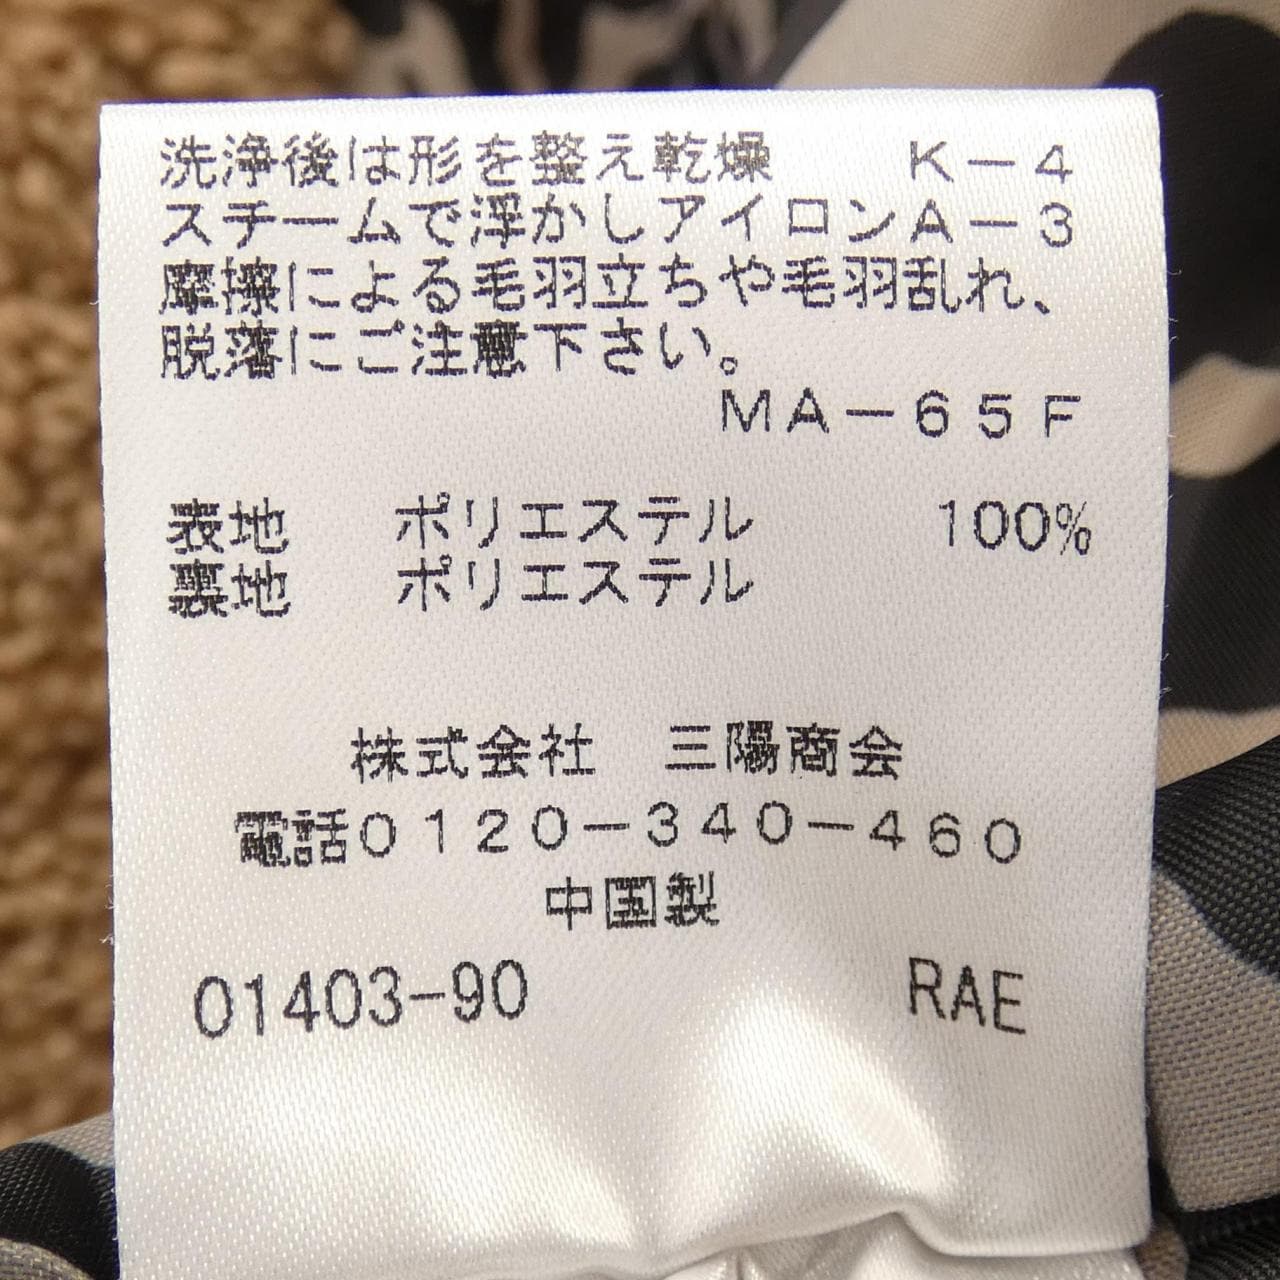 洗浄後は形を整え乾燥　K－4
スチームで浮かしアイロンA－3
摩擦による毛羽立ちや毛羽乱れ、
脱落にご注意下さい。
MA－65F
表地　ポリエステル　100%
裏地　ポリエステル
株式会社　三陽商会
電話0120－340－460
中国製
01403-90　RAE